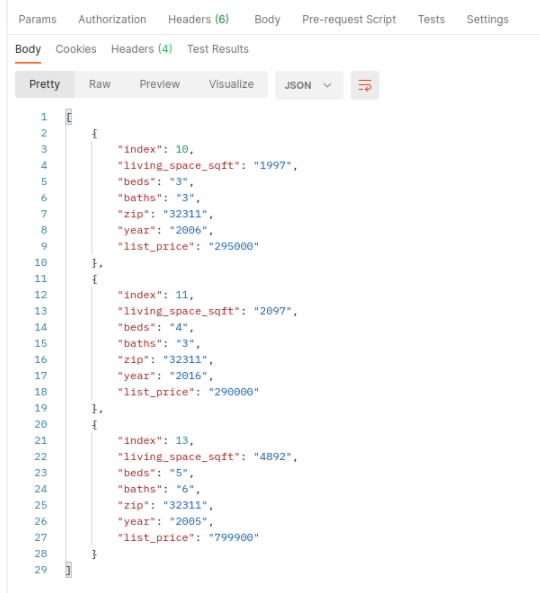 Params Authorization Headers (6) Body Pre-request Script Tests Settings
Body Cookies Headers (4) Test Results
Pretty Raw Preview Visualize JSON
1 [
2 {
3 "index": 10,
4 "living_space_sqft": "1997",
5 "beds": "3",
6 "baths": "3",
7 "zip": "32311",
8 "year": "2006",
9 "list_price": "295000"
10 },
11 {
12 "index": 11,
13 "living_space_sqft": "2097",
14 "beds": "4",
15 "baths": "3",
16 "zip": "32311",
17 "year": "2016",
18 "list_price": "290000"
19 },
20 {
21 "index": 13,
22 "living_space_sqft": "4892",
23 "beds": "5",
24 "baths": "6",
25 "zip": "32311",
26 "year": "2005",
27 "list_price": "799900"
28 }
29 ]